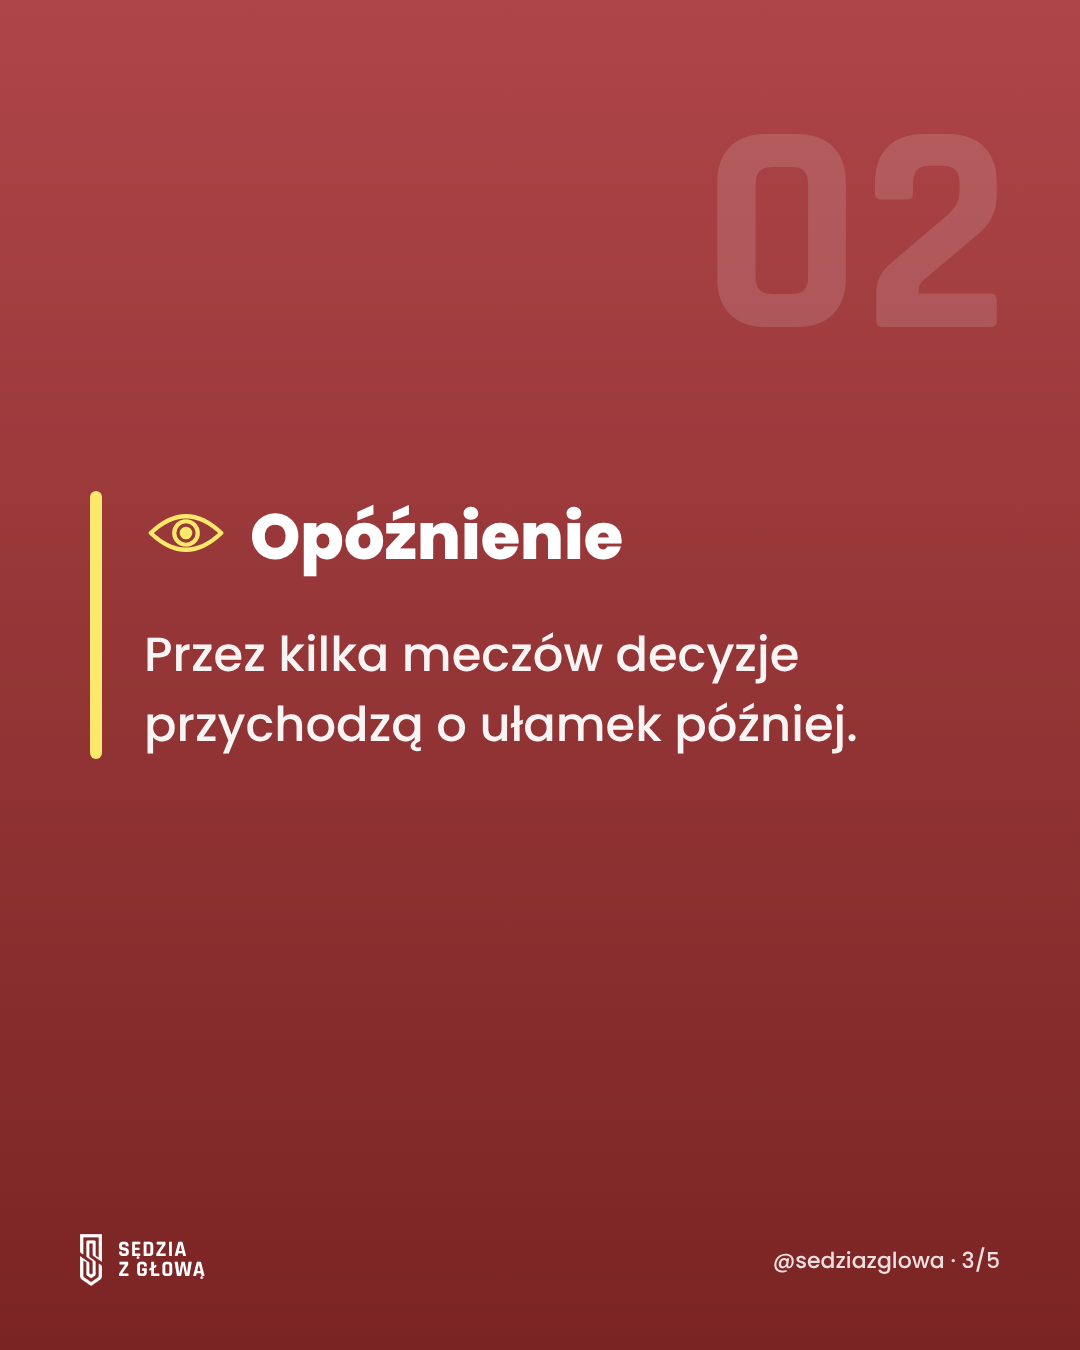 02
Opóźnienie
Przez kilka meczów decyzje
przychodzą o ułamek później.
SĘDZIA
Z GŁOWĄ
@sedziazglowa · 3/5